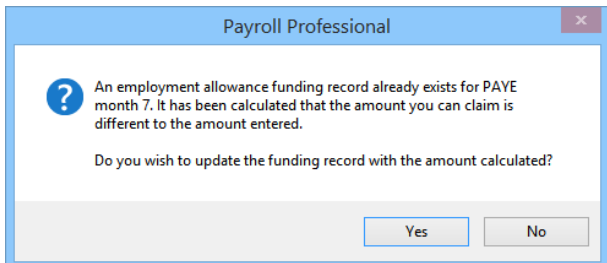 Payroll Professional
An employment allowance funding record already exists for PAYE
month 7. It has been calculated that the amount you can claim is
different to the amount entered.
Do you wish to update the funding record with the amount calculated?
Yes No